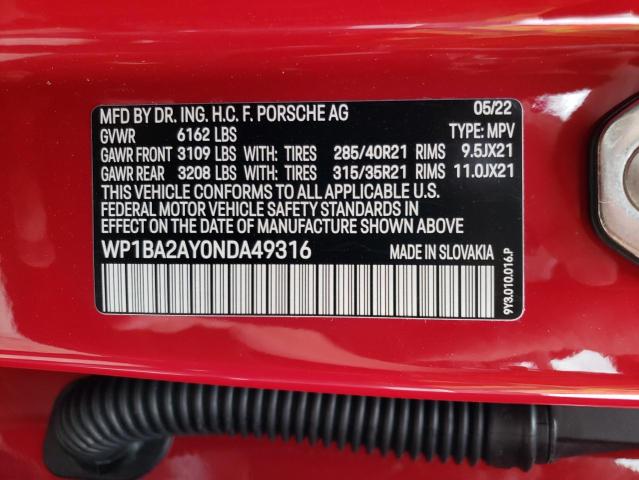 MFD BY DR. ING. H.C. F. PORSCHE AG 05/22
GVWR 6162 LBS TYPE: MPV
GAWR FRONT 3109 LBS WITH: TIRES 285/40R21 RIMS 9.5JX21
GAWR REAR 3208 LBS WITH: TIRES 315/35R21 RIMS 11.0JX21
THIS VEHICLE CONFORMS TO ALL APPLICABLE U.S.
FEDERAL MOTOR VEHICLE SAFETY STANDARDS IN
EFFECT ON THE DATE OF MANUFACTURE SHOWN ABOVE
WP1BA2AY0NDA49316 MADE IN SLOVAKIA
9Y3.010.016.P